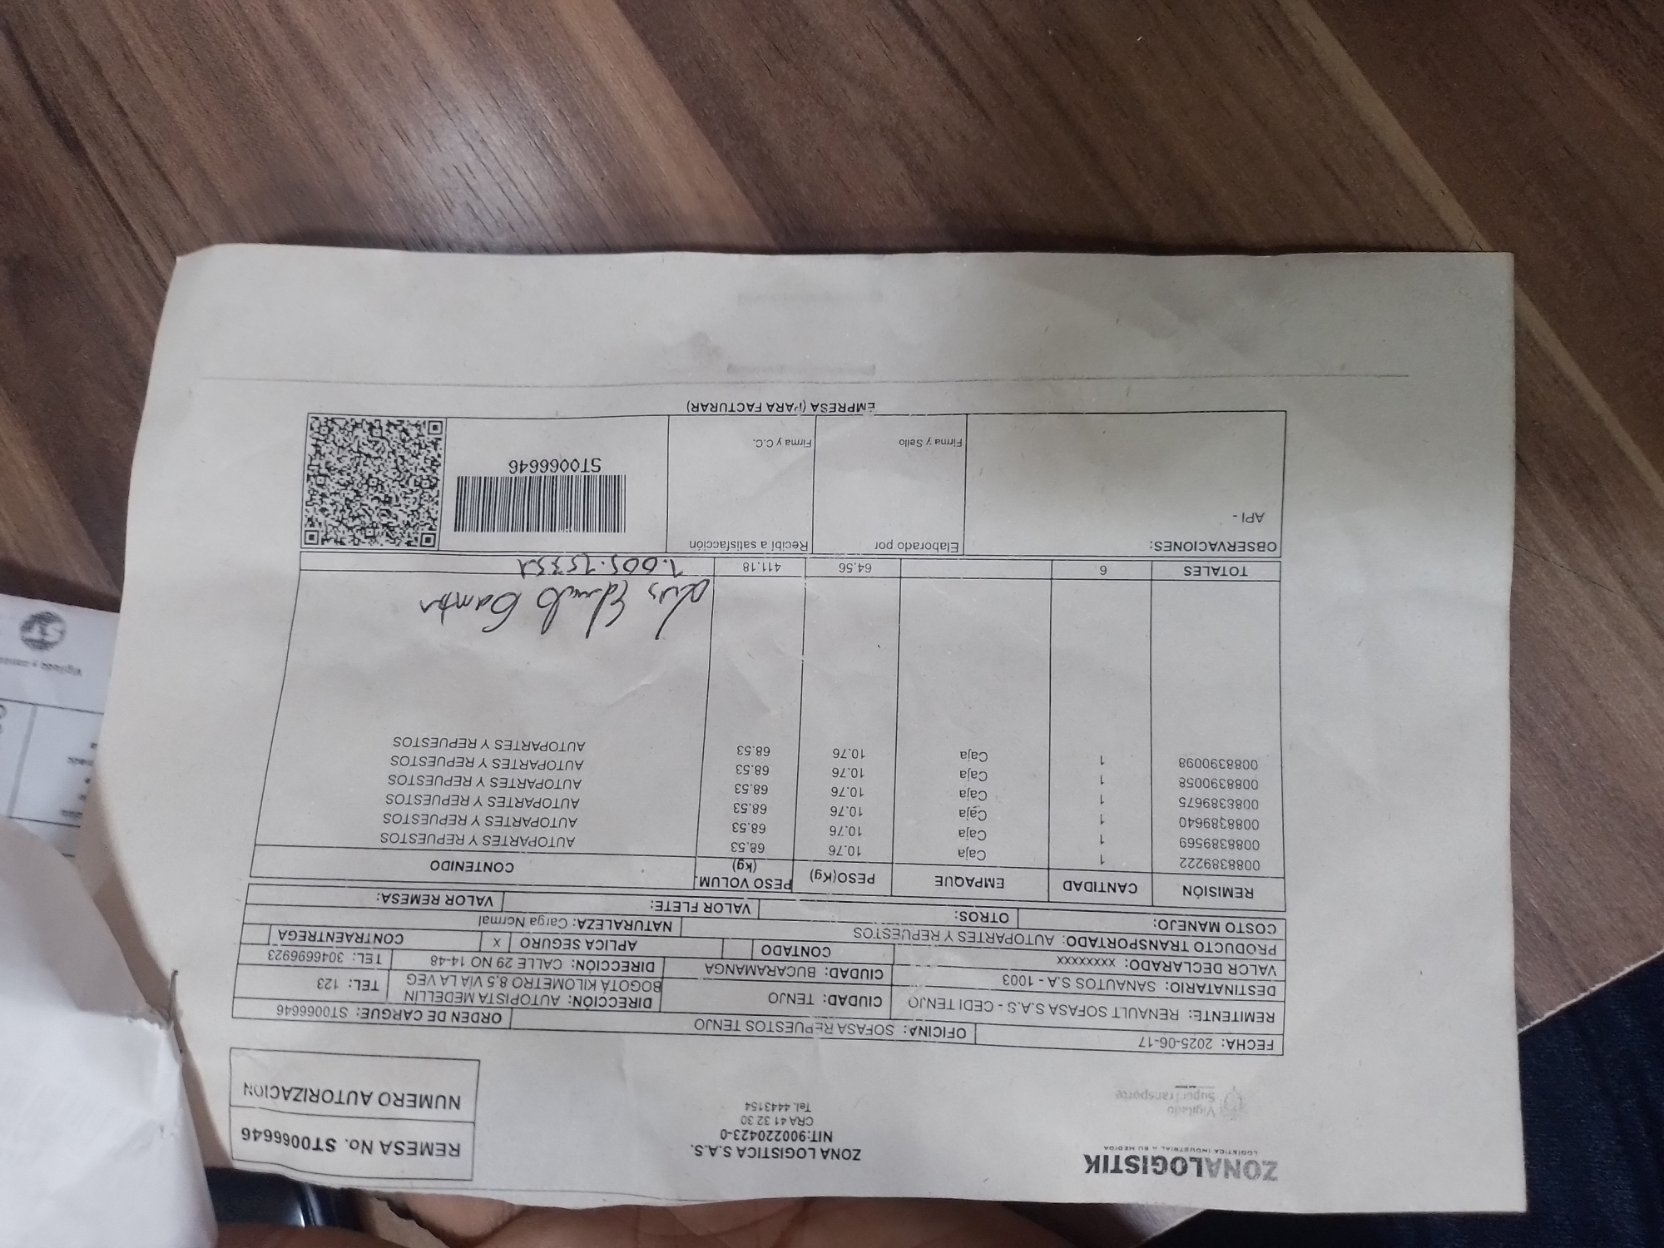 ZONALOGISTIK
LOGISTICA INDUSTRIAL A SU MEDIDA
Vigilado
SuperTransporte
ZONA LOGISTICA S.A.S.
NIT:900220423-0
CRA 41 32 30
Tel. 4443154
REMESA No. ST0066646
NUMERO AUTORIZACION
FECHA: 2025-06-17 OFICINA: SOFASA REPUESTOS TENJO ORDEN DE CARGUE: ST0066646
REMITENTE: RENAULT SOFASA S.A.S - CEDI TENJO CIUDAD: TENJO DIRECCIÓN: AUTOPISTA MEDELLIN BOGOTÁ KILOMETRO 8,5 VIA LA VEG TEL: 123
DESTINATARIO: SANAUTOS S.A - 1003 CIUDAD: BUCARAMANGA DIRECCIÓN: CALLE 29 NO 14-48 TEL: 3046696923
VALOR DECLARADO: xxxxxxxx CONTADO APLICA SEGURO X CONTRAENTREGA
PRODUCTO TRANSPORTADO: AUTOPARTES Y REPUESTOS NATURALEZA: Carga Normal
COSTO MANEJO: OTROS: VALOR FLETE: VALOR REMESA:
REMISIÓN CANTIDAD EMPAQUE PESO(Kg) PESO VOLUM. (kg) CONTENIDO
0088389222 1 Caja 10.76 68.53 AUTOPARTES Y REPUESTOS
0088389569 1 Caja 10.76 68.53 AUTOPARTES Y REPUESTOS
0088389640 1 Caja 10.76 68.53 AUTOPARTES Y REPUESTOS
0088389675 1 Caja 10.76 68.53 AUTOPARTES Y REPUESTOS
0088390058 1 Caja 10.76 68.53 AUTOPARTES Y REPUESTOS
0088390098 1 Caja 10.76 68.53 AUTOPARTES Y REPUESTOS
Luis
TOTALES 6 64.56 411.18
OBSERVACIONES:
API -
Elaborado por
Firma y Sello
Recibí a satisfacción
Firma y C.C.
ST0066646
EMPRESA (PARA FACTURAR)